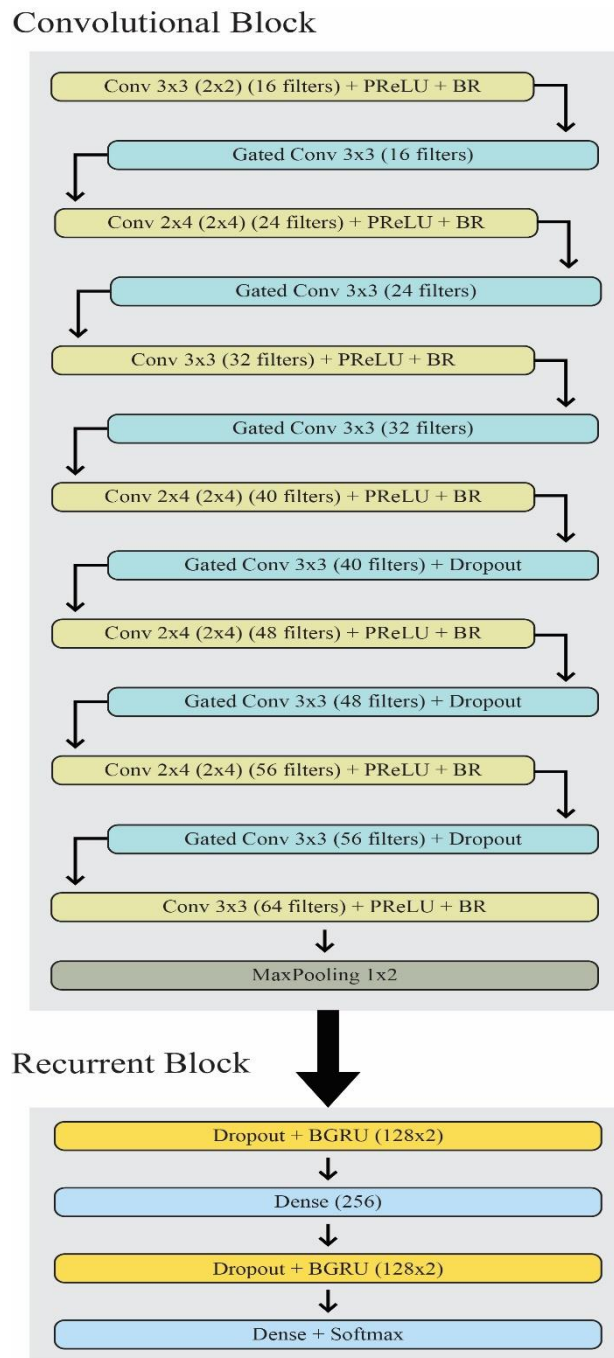 Convolutional Block
Conv 3x3 (2x2) (16 filters) + PReLU + BR
Gated Conv 3x3 (16 filters)
Conv 2x4 (2x4) (24 filters) + PReLU + BR
Gated Conv 3x3 (24 filters)
Conv 3x3 (32 filters) + PReLU + BR
Gated Conv 3x3 (32 filters)
Conv 2x4 (2x4) (40 filters) + PReLU + BR
Gated Conv 3x3 (40 filters) + Dropout
Conv 2x4 (2x4) (48 filters) + PReLU + BR
Gated Conv 3x3 (48 filters) + Dropout
Conv 2x4 (2x4) (56 filters) + PReLU + BR
Gated Conv 3x3 (56 filters) + Dropout
Conv 3x3 (64 filters) + PReLU + BR
MaxPooling 1x2
Recurrent Block
Dropout + BGRU (128x2)
Dense (256)
Dropout + BGRU (128x2)
Dense + Softmax